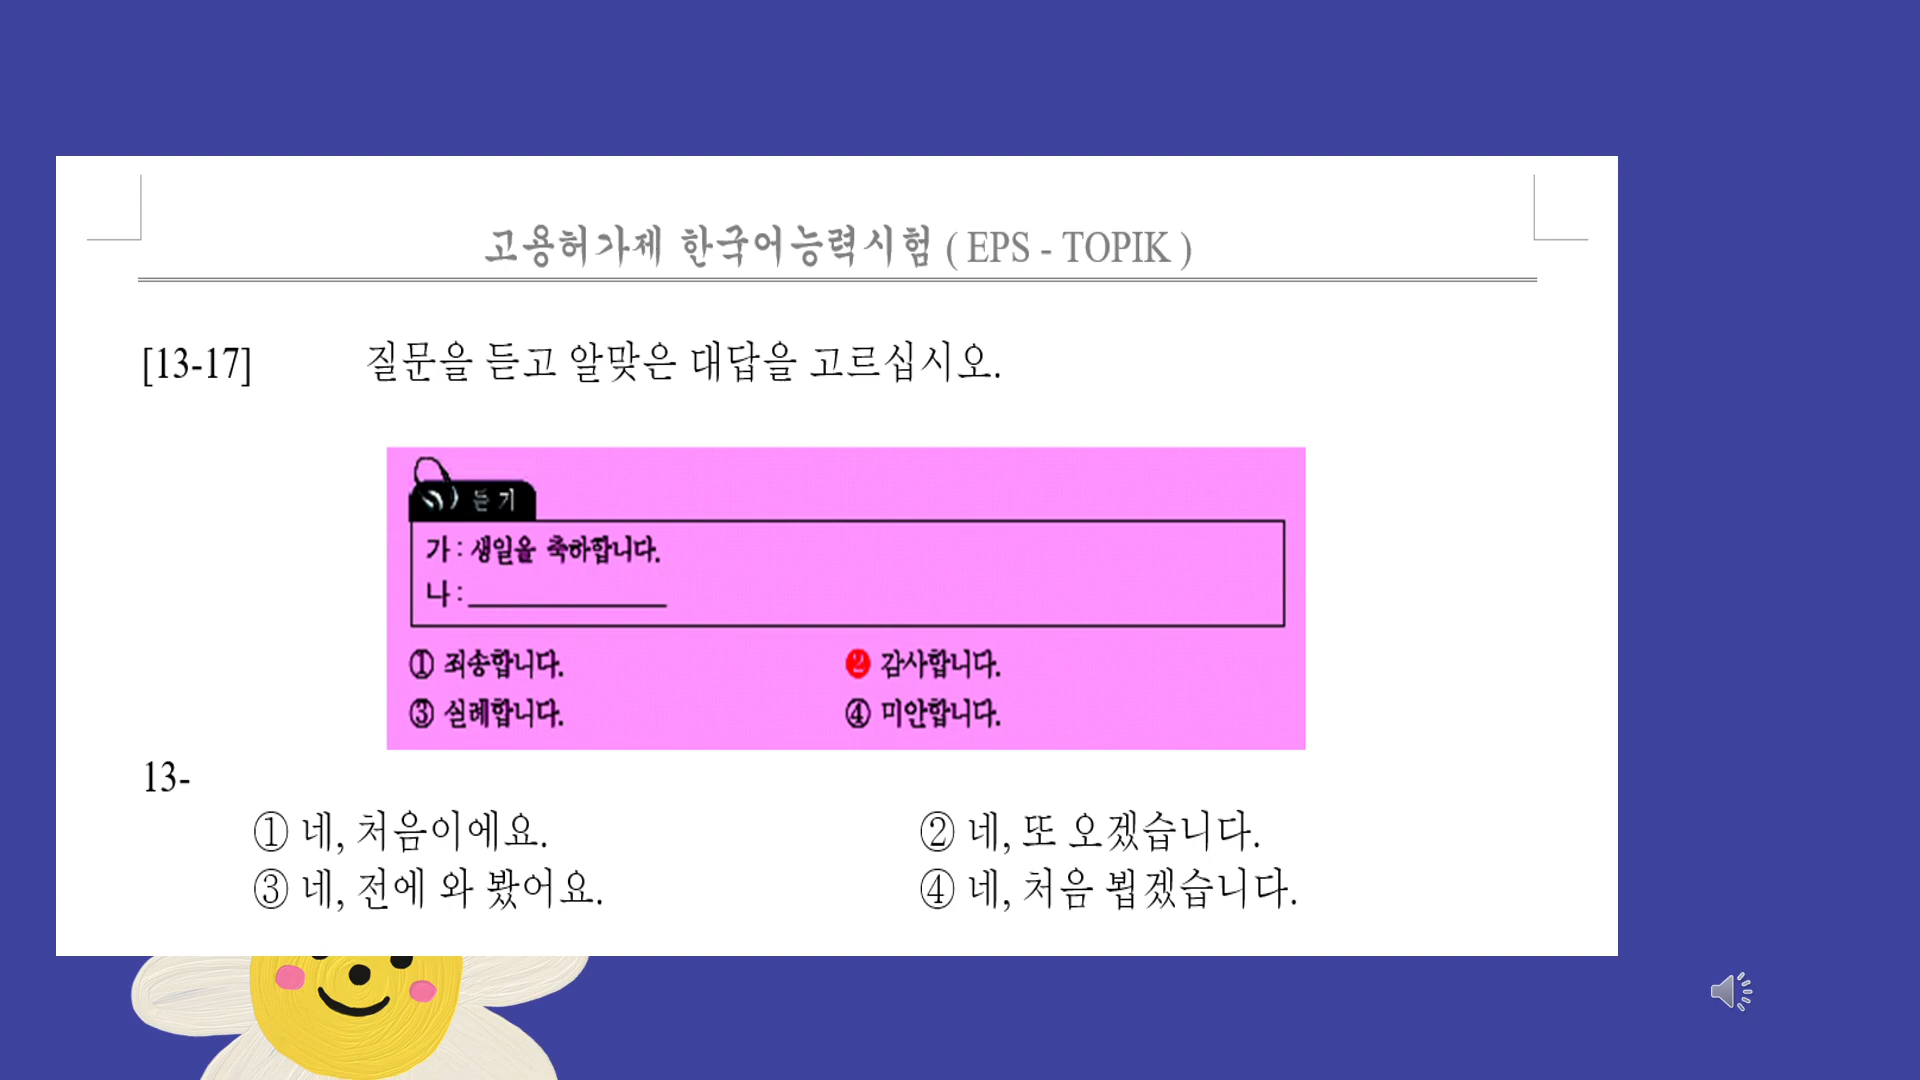 고용허가제 한국어능력시험 ( EPS - TOPIK )
[13-17] 질문을 듣고 알맞은 대답을 고르십시오.
듣기
가 : 생일을 축하합니다.
나 : ____________
① 죄송합니다. ❷ 감사합니다.
③ 실례합니다. ④ 미안합니다.
13-
① 네, 처음이에요. ② 네, 또 오겠습니다.
③ 네, 전에 와 봤어요. ④ 네, 처음 뵙겠습니다.